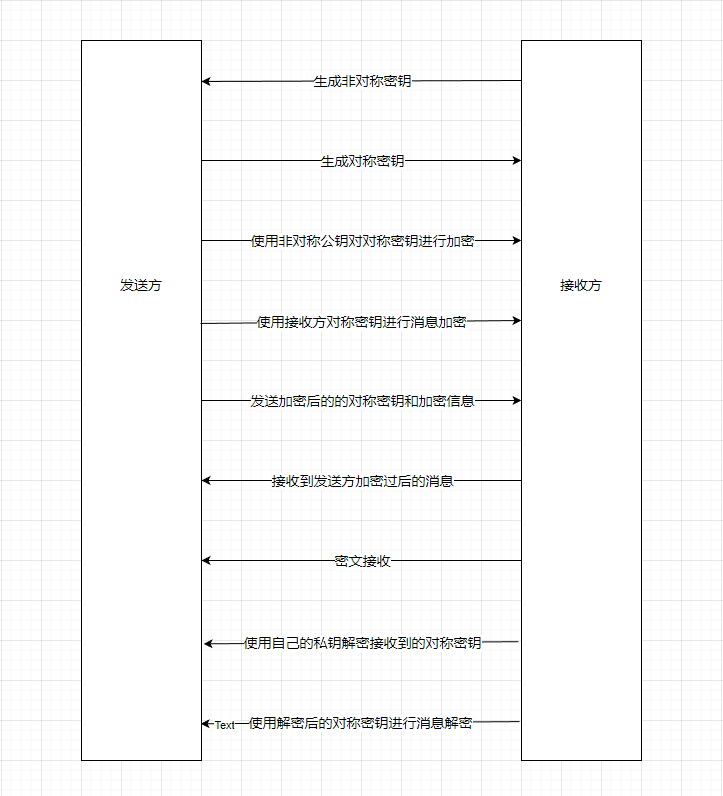 生成非对称密钥
生成对称密钥
使用非对称公钥对对称密钥进行加密
发送方
接收方
使用接收方对称密钥进行消息加密
发送加密后的的对称密钥和加密信息
接收到发送方加密过后的消息
密文接收
使用自己的私钥解密接收到的对称密钥
Text 使用解密后的对称密钥进行消息解密